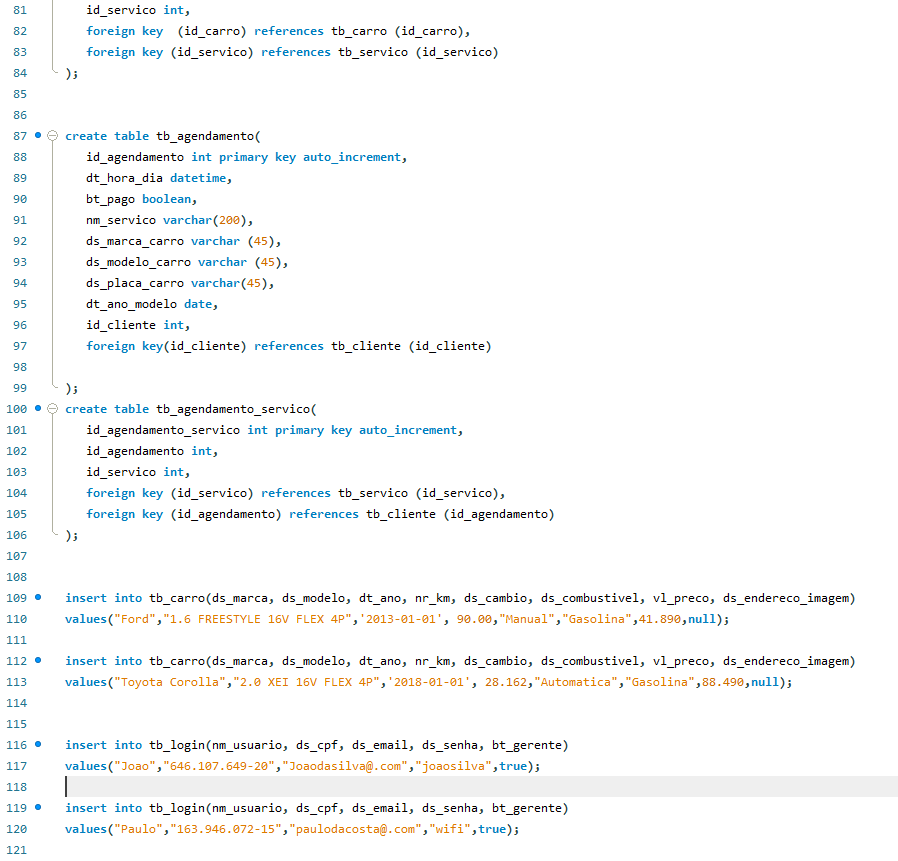 81 id_servico int,
82 foreign key  (id_carro) references tb_carro (id_carro),
83 foreign key (id_servico) references tb_servico (id_servico)
84 );
85
86
87 create table tb_agendamento(
88 id_agendamento int primary key auto_increment,
89 dt_hora_dia datetime,
90 bt_pago boolean,
91 nm_servico varchar(200),
92 ds_marca_carro varchar (45),
93 ds_modelo_carro varchar (45),
94 ds_placa_carro varchar(45),
95 dt_ano_modelo date,
96 id_cliente int,
97 foreign key(id_cliente) references tb_cliente (id_cliente)
98
99 );
100 create table tb_agendamento_servico(
101 id_agendamento_servico int primary key auto_increment,
102 id_agendamento int,
103 id_servico int,
104 foreign key (id_servico) references tb_servico (id_servico),
105 foreign key (id_agendamento) references tb_cliente (id_agendamento)
106 );
107
108
109 insert into tb_carro(ds_marca, ds_modelo, dt_ano, nr_km, ds_cambio, ds_combustivel, vl_preco, ds_endereco_imagem)
110 values("Ford","1.6 FREESTYLE 16V FLEX 4P",'2013-01-01', 90.00,"Manual","Gasolina",41.890,null);
111
112 insert into tb_carro(ds_marca, ds_modelo, dt_ano, nr_km, ds_cambio, ds_combustivel, vl_preco, ds_endereco_imagem)
113 values("Toyota Corolla","2.0 XEI 16V FLEX 4P",'2018-01-01', 28.162,"Automatica","Gasolina",88.490,null);
114
115
116 insert into tb_login(nm_usuario, ds_cpf, ds_email, ds_senha, bt_gerente)
117 values("Joao","646.107.649-20","Joaodasilva@.com","joaosilva",true);
118
119 insert into tb_login(nm_usuario, ds_cpf, ds_email, ds_senha, bt_gerente)
120 values("Paulo","163.946.072-15","paulodacosta@.com","wifi",true);
121